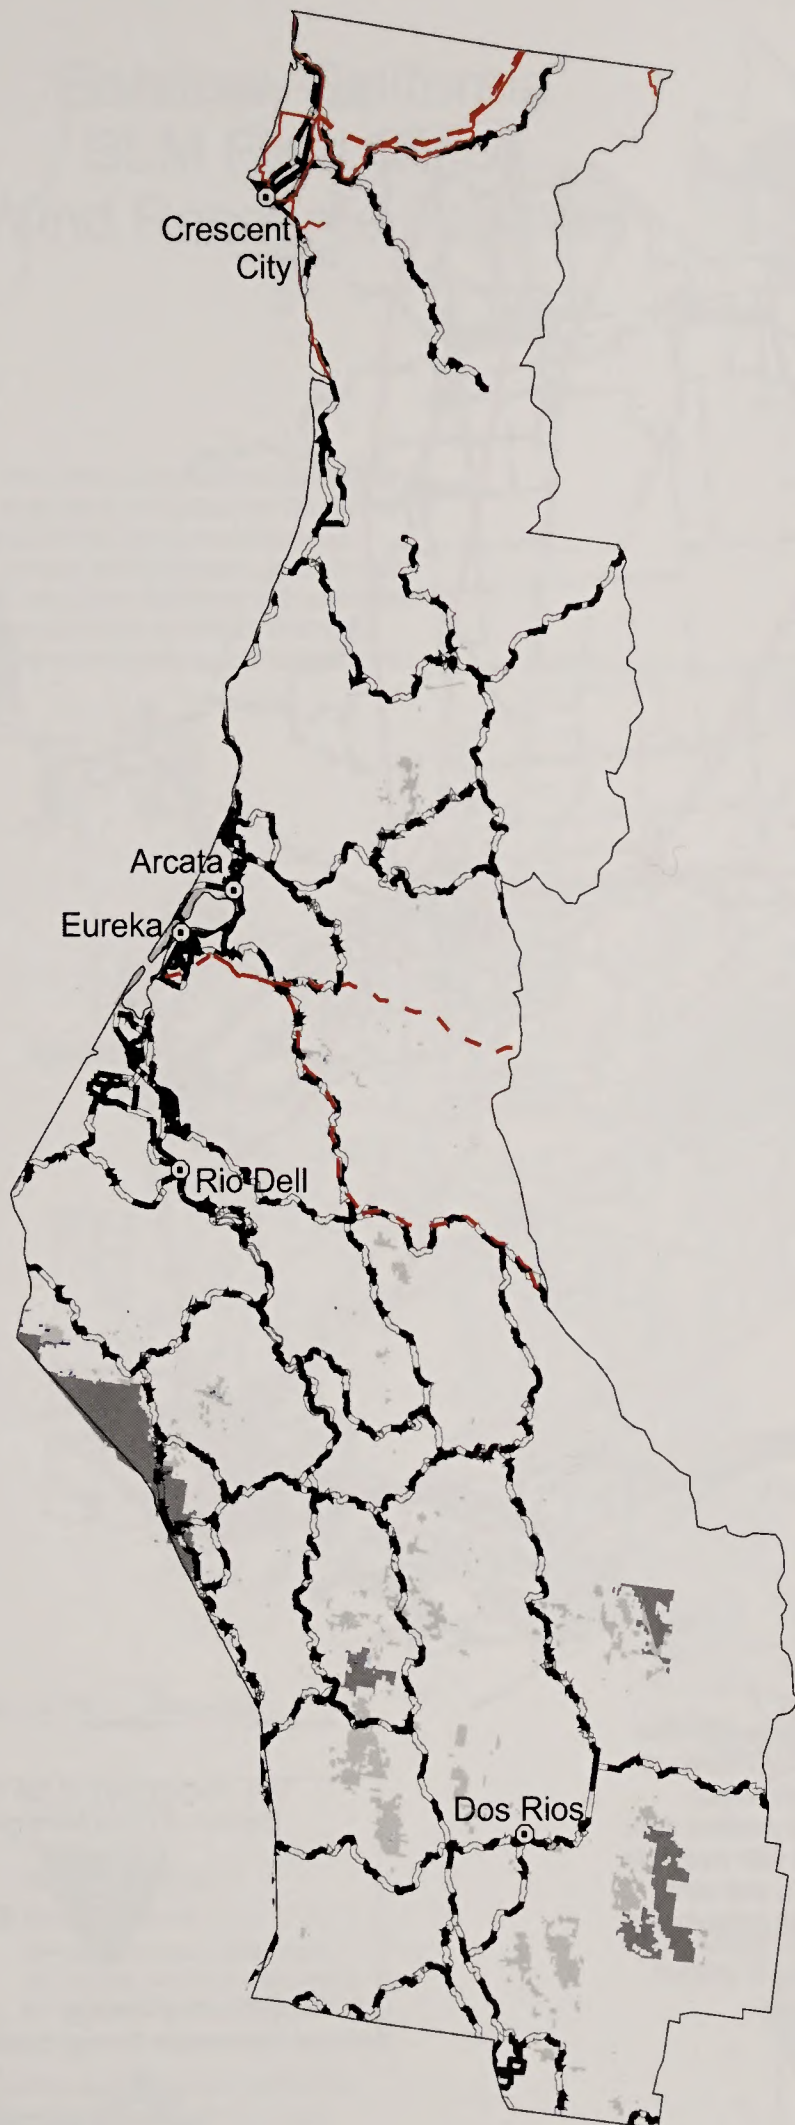 Crescent
City
Arcata
Eureka
Rio Dell
Dos Rios